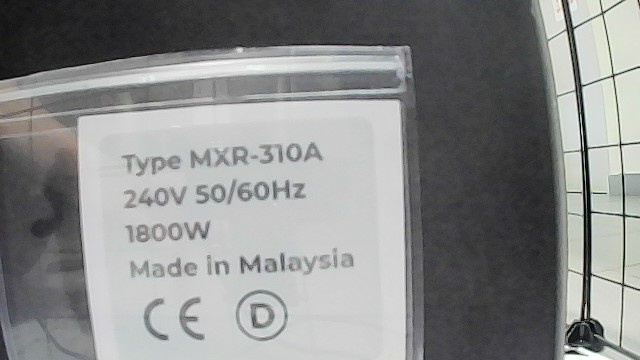 Type MXR-310A
240V 50/60Hz
1800W
Made in Malaysia
CE D